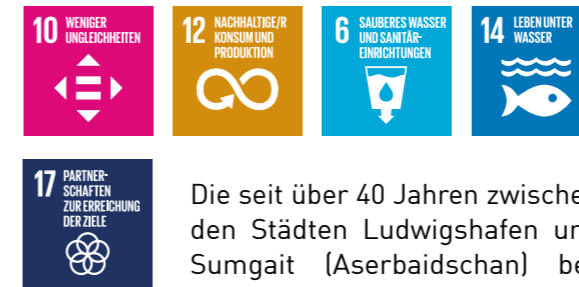 10 WENIGER
UNGLEICHHEITEN
12 NACHHALTIGE/R
KONSUM UND
PRODUKTION
6 SAUBERES WASSER
UND SANITÄR-
EINRICHTUNGEN
14 LEBEN UNTER
WASSER
17 PARTNER-
SCHAFTEN
ZUR ERREICHUNG
DER ZIELE
Die seit über 40 Jahren zwische
den Städten Ludwigshafen un
Sumgait (Aserbaidschan) be